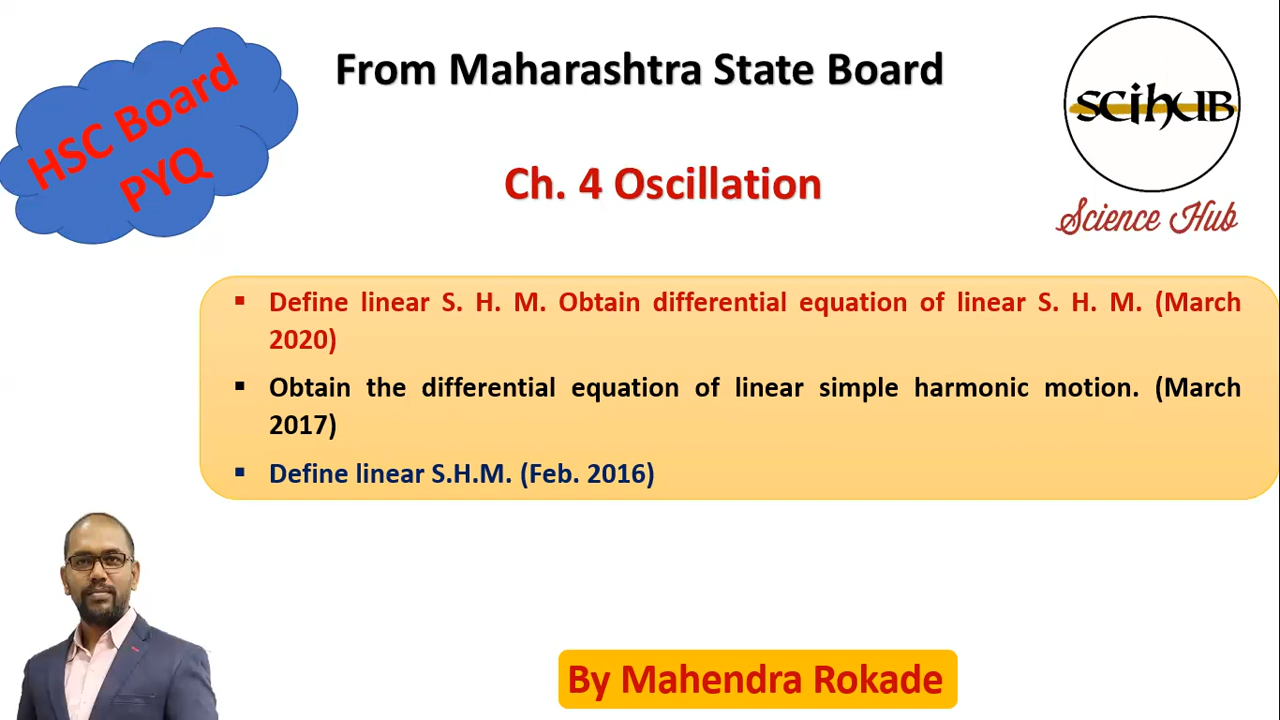 HSC Board
PYQ
From Maharashtra State Board
SCIHUB
Science Hub
Ch. 4 Oscillation
▪ Define linear S. H. M. Obtain differential equation of linear S. H. M. (March
2020)
▪ Obtain the differential equation of linear simple harmonic motion. (March
2017)
▪ Define linear S.H.M. (Feb. 2016)
By Mahendra Rokade